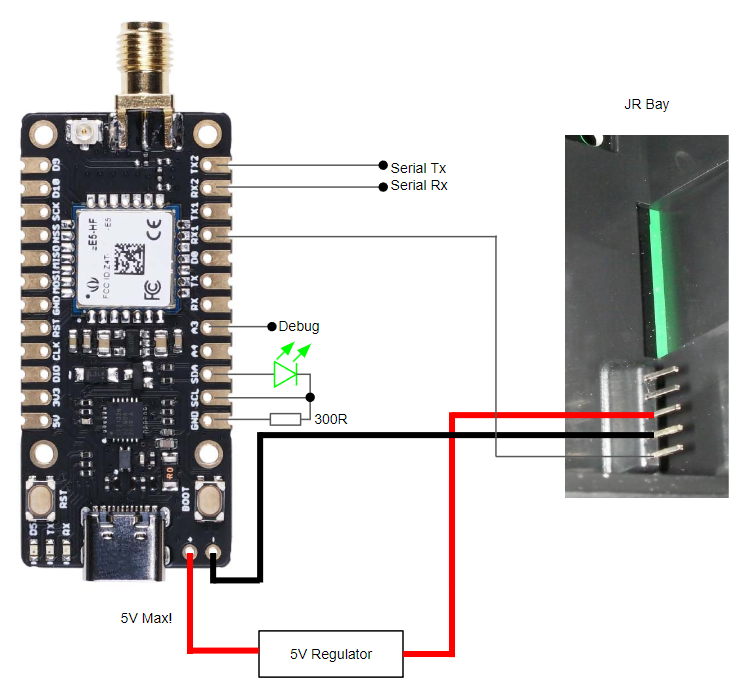 JR Bay
D9
D10
SCK
NSS
MISO
MOSI
GND
RST
CLK
DIO
3V3
5V
TX2
RX2
TX1
RX1
D0
TX
RX
A3
A4
SDA
SCL
GND
Serial Tx
Serial Rx
-E5
E5-HF
FCC ID:Z4T-
CE
FC
Debug
300R
RST
BOOT
D5
TX
RX
+
-
5V Max!
5V Regulator